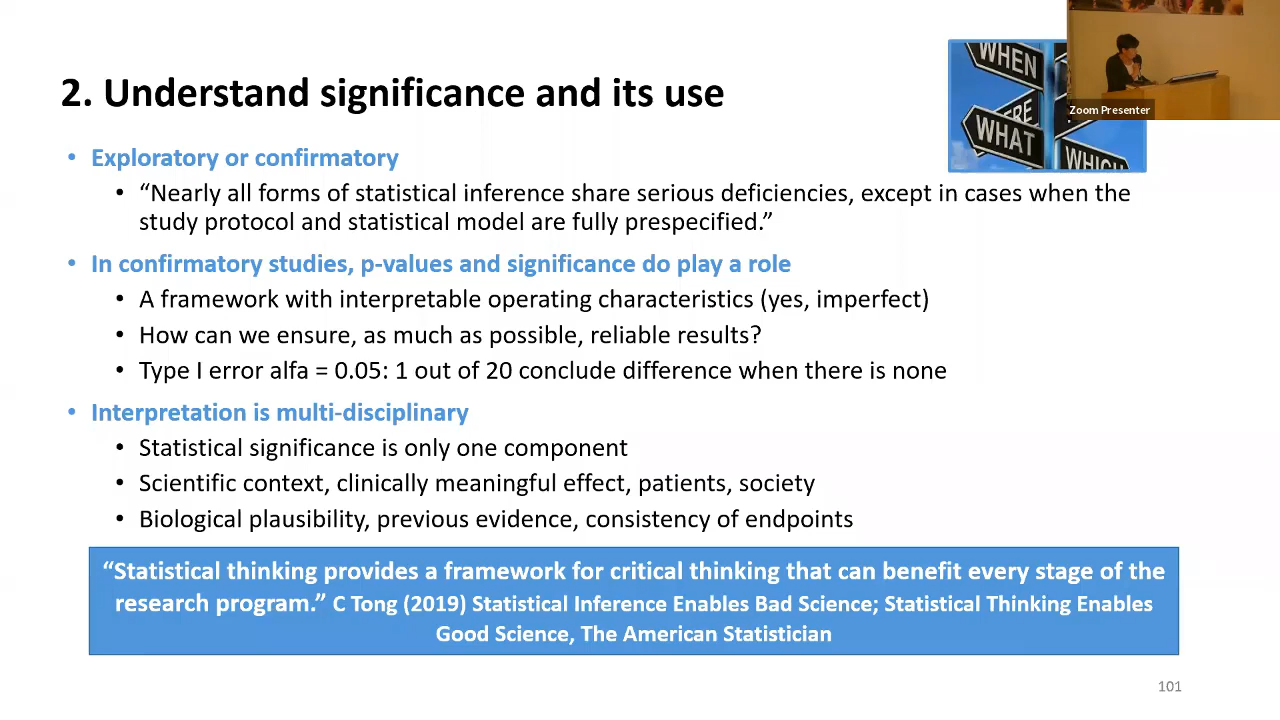 2. Understand significance and its use
WHEN
ERE
WHAT
WHICH
Zoom Presenter
• Exploratory or confirmatory
• “Nearly all forms of statistical inference share serious deficiencies, except in cases when the
study protocol and statistical model are fully prespecified.”
• In confirmatory studies, p-values and significance do play a role
• A framework with interpretable operating characteristics (yes, imperfect)
• How can we ensure, as much as possible, reliable results?
• Type I error alfa = 0.05: 1 out of 20 conclude difference when there is none
• Interpretation is multi-disciplinary
• Statistical significance is only one component
• Scientific context, clinically meaningful effect, patients, society
• Biological plausibility, previous evidence, consistency of endpoints
“Statistical thinking provides a framework for critical thinking that can benefit every stage of the
research program.” C Tong (2019) Statistical Inference Enables Bad Science; Statistical Thinking Enables
Good Science, The American Statistician
101